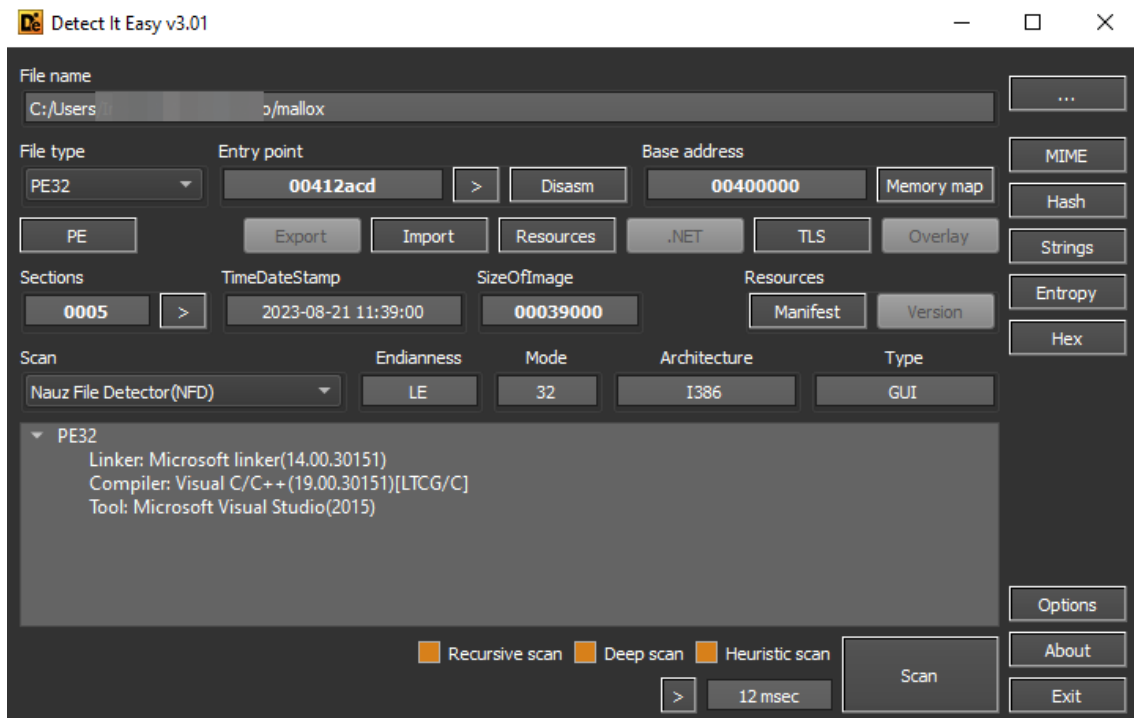 Detect It Easy v3.01
File name
C:/Users
o/mallox
...
File type Entry point Base address
PE32 00412acd > Disasm 00400000 Memory map
MIME
Hash
PE Export Import Resources .NET TLS Overlay
Strings
Sections TimeDateStamp SizeOfImage Resources
Entropy
0005 > 2023-08-21 11:39:00 00039000 Manifest Version
Hex
Scan Endianness Mode Architecture Type
Nauz File Detector(NFD) LE 32 I386 GUI
PE32
Linker: Microsoft linker(14.00.30151)
Compiler: Visual C/C++(19.00.30151)[LTCG/C]
Tool: Microsoft Visual Studio(2015)
Options
Recursive scan Deep scan Heuristic scan
About
Scan
> 12 msec
Exit